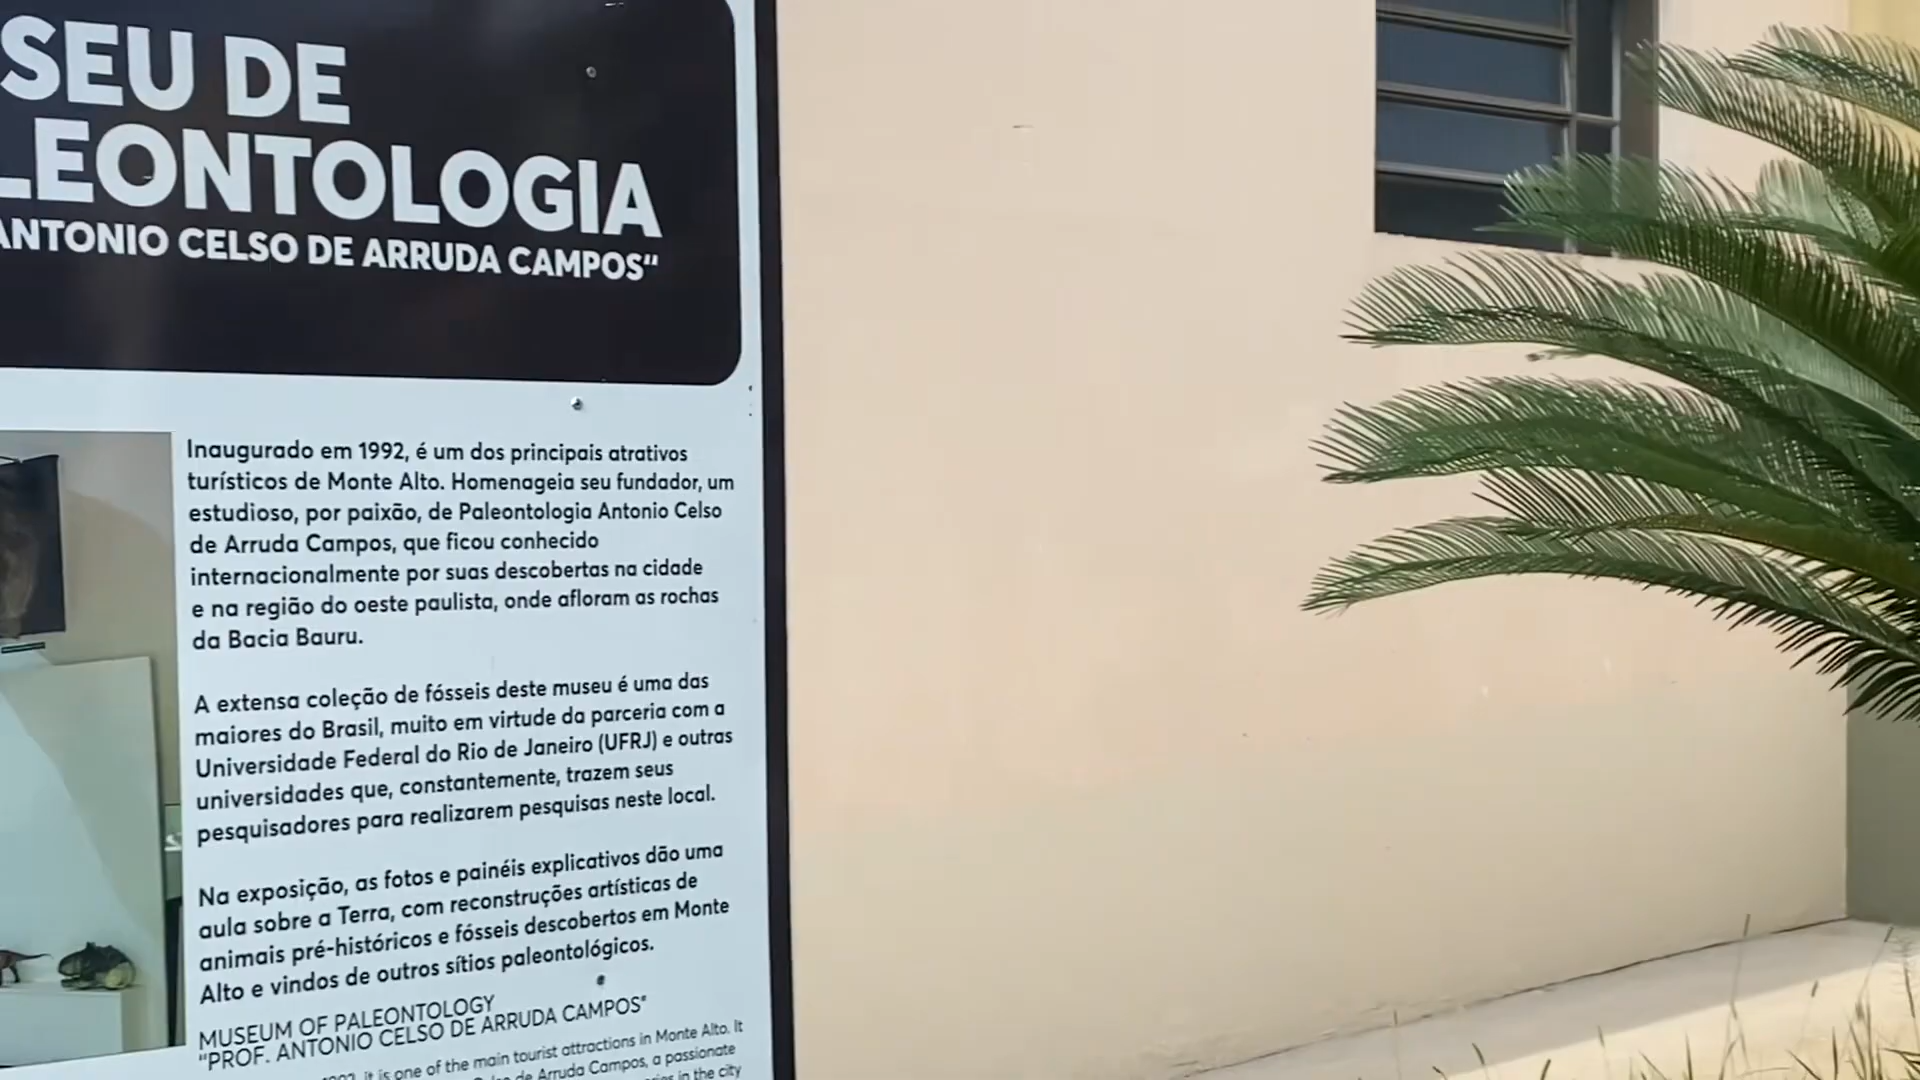 SEU DE
LEONTOLOGIA
ANTONIO CELSO DE ARRUDA CAMPOS"
Inaugurado em 1992, é um dos principais atrativos
turísticos de Monte Alto. Homenageia seu fundador, um
estudioso, por paixão, de Paleontologia Antonio Celso
de Arruda Campos, que ficou conhecido
internacionalmente por suas descobertas na cidade
e na região do oeste paulista, onde afloram as rochas
da Bacia Bauru.
A extensa coleção de fósseis deste museu é uma das
maiores do Brasil, muito em virtude da parceria com a
Universidade Federal do Rio de Janeiro (UFRJ) e outras
universidades que, constantemente, trazem seus
pesquisadores para realizarem pesquisas neste local.
Na exposição, as fotos e painéis explicativos dão uma
aula sobre a Terra, com reconstruções artísticas de
animais pré-históricos e fósseis descobertos em Monte
Alto e vindos de outros sítios paleontológicos.
MUSEUM OF PALEONTOLOGY
"PROF. ANTONIO CELSO DE ARRUDA CAMPOS"
it is one of the main tourist attractions in Monte Alto. It
de Arruda Campos, a passionate
in the city